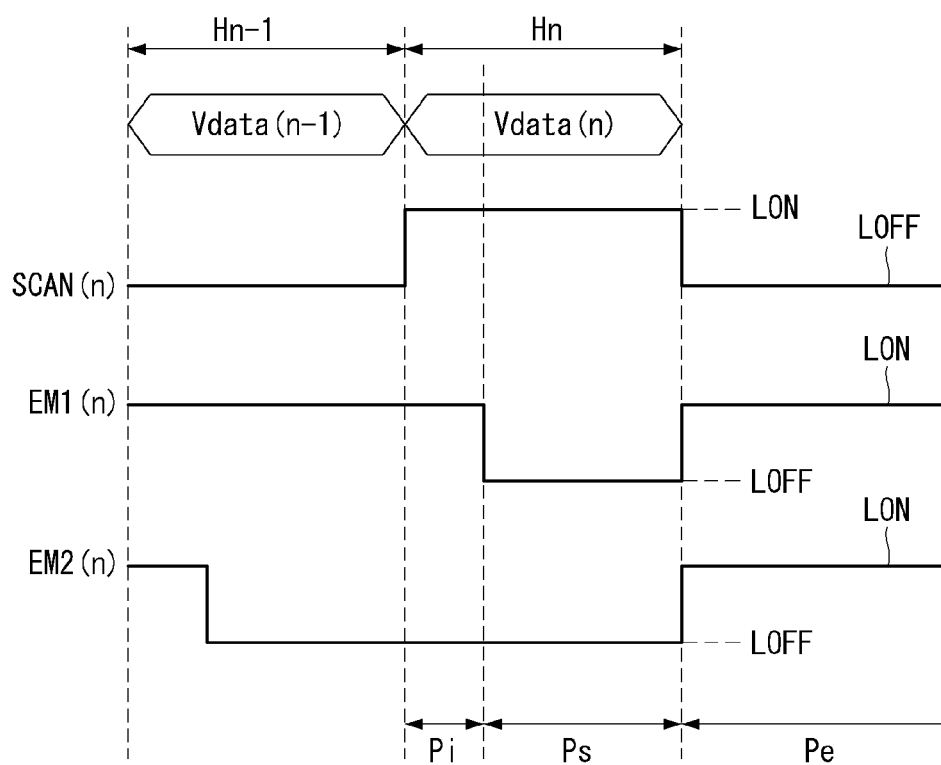 Hn-1 Hn
Vdata(n-1) Vdata(n)
LON
LOFF
SCAN(n)
LON
EM1(n)
LOFF
LON
EM2(n)
LOFF
Pi Ps Pe